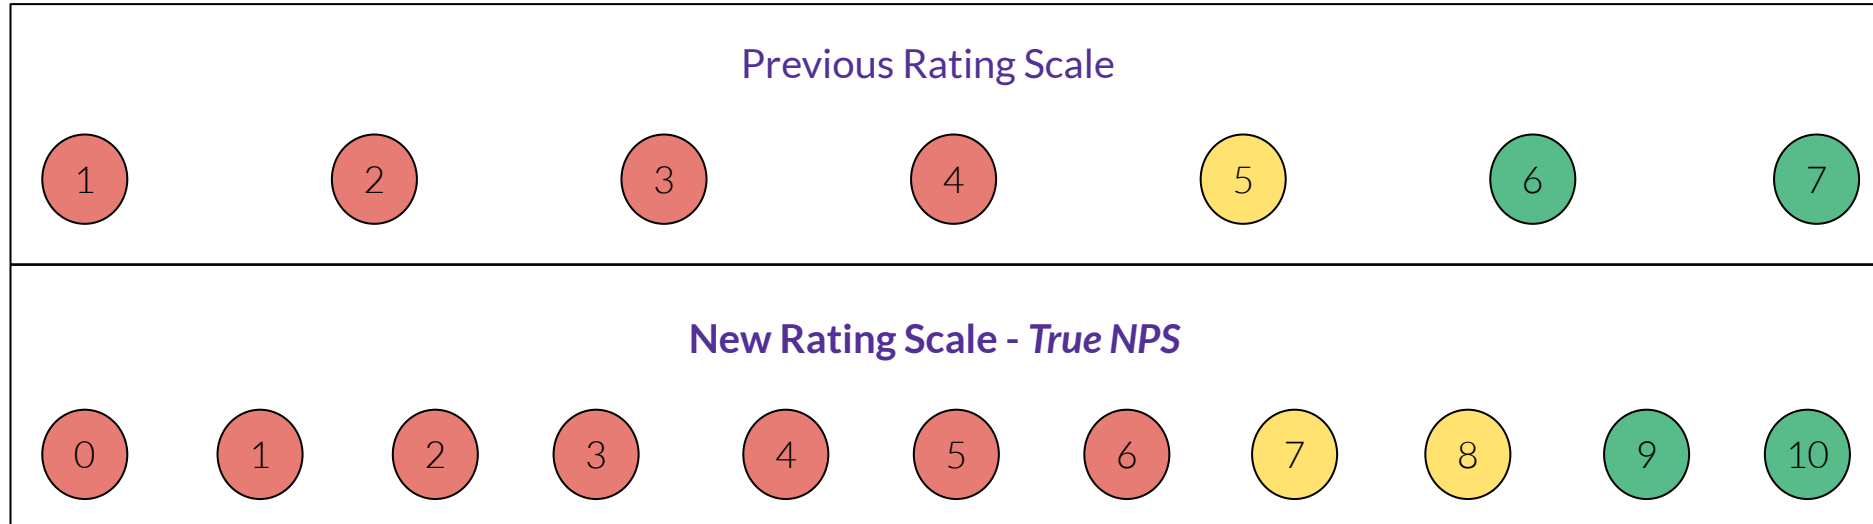 Previous Rating Scale
1 2 3 4 5 6 7
New Rating Scale - True NPS
0 1 2 3 4 5 6 7 8 9 10